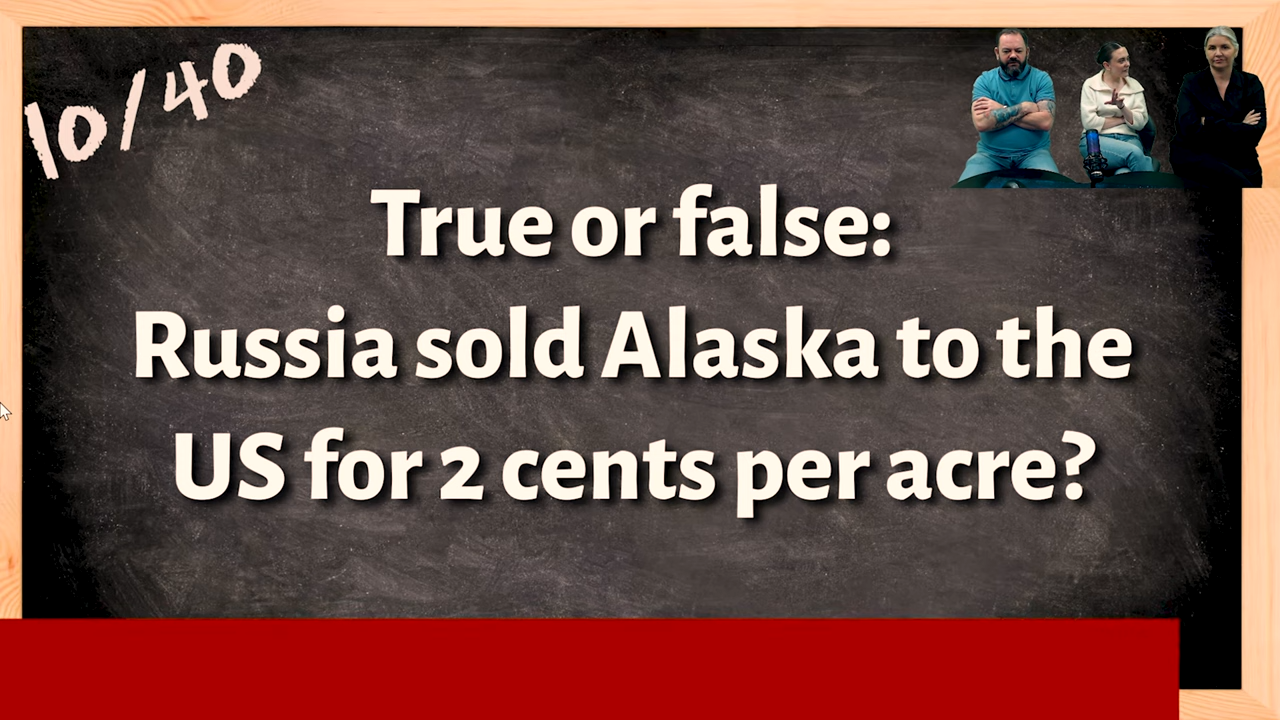 10/40
True or false:
Russia sold Alaska to the
US for 2 cents per acre?